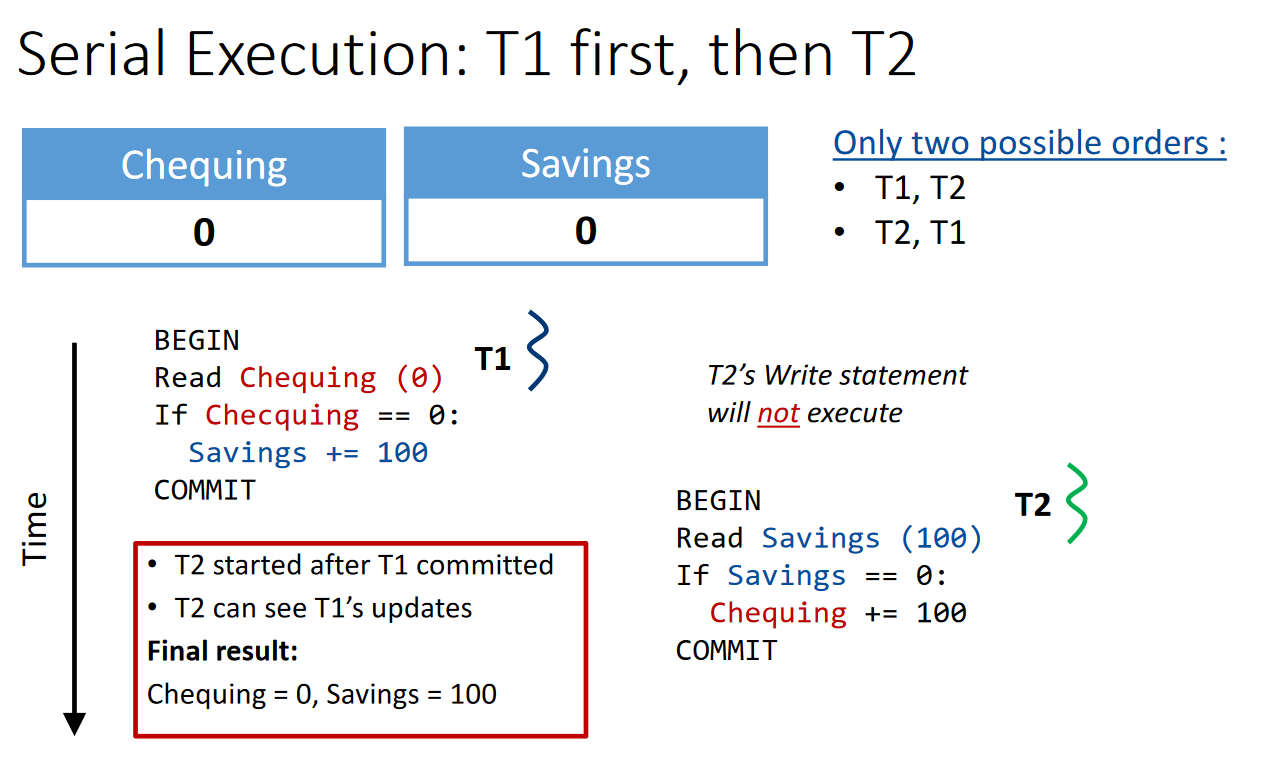 Serial Execution: T1 first, then T2
Chequing
0
Savings
0
Only two possible orders :
• T1, T2
• T2, T1
Time
BEGIN
Read Chequing (0)
If Checquing == 0:
Savings += 100
COMMIT
T1
T2’s Write statement
will not execute
BEGIN
Read Savings (100)
If Savings == 0:
Chequing += 100
COMMIT
T2
• T2 started after T1 committed
• T2 can see T1’s updates
Final result:
Chequing = 0, Savings = 100